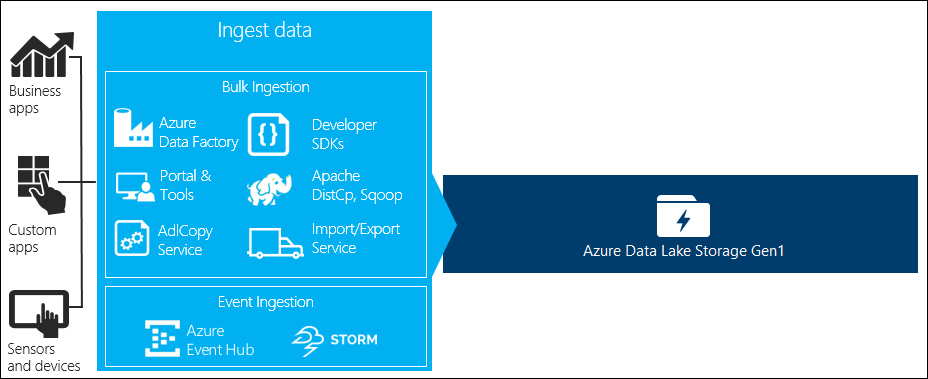 Business
apps
Custom
apps
Sensors
and devices
Ingest data
Bulk Ingestion
Azure
Data Factory
Developer
SDKs
Portal &
Tools
Apache
DistCp, Sqoop
AdlCopy
Service
Import/Export
Service
Event Ingestion
Azure
Event Hub
STORM
Azure Data Lake Storage Gen1